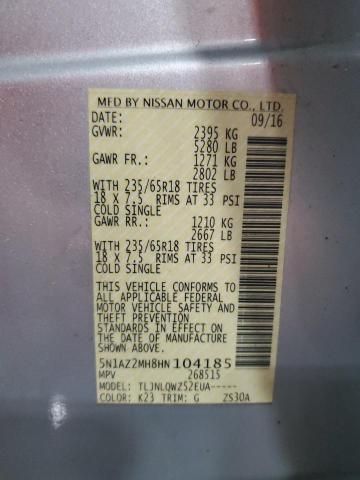 MFD BY NISSAN MOTOR CO., LTD.
DATE: 09/16
GVWR: 2395 KG
5280 LB
GAWR FR.: 1271 KG
2802 LB
WITH 235/65R18 TIRES
18 X 7.5 RIMS AT 33 PSI
COLD SINGLE
GAWR RR.: 1210 KG
2667 LB
WITH 235/65R18 TIRES
18 X 7.5 RIMS AT 33 PSI
COLD SINGLE
THIS VEHICLE CONFORMS TO
ALL APPLICABLE FEDERAL
MOTOR VEHICLE SAFETY AND
THEFT PREVENTION
STANDARDS IN EFFECT ON
THE DATE OF MANUFACTURE
SHOWN ABOVE.
5N1AZ2MH8HN104185
MPV 268515
MODEL: TLJNLQWZ52EUA-----
COLOR: K23 TRIM: G ZS30A